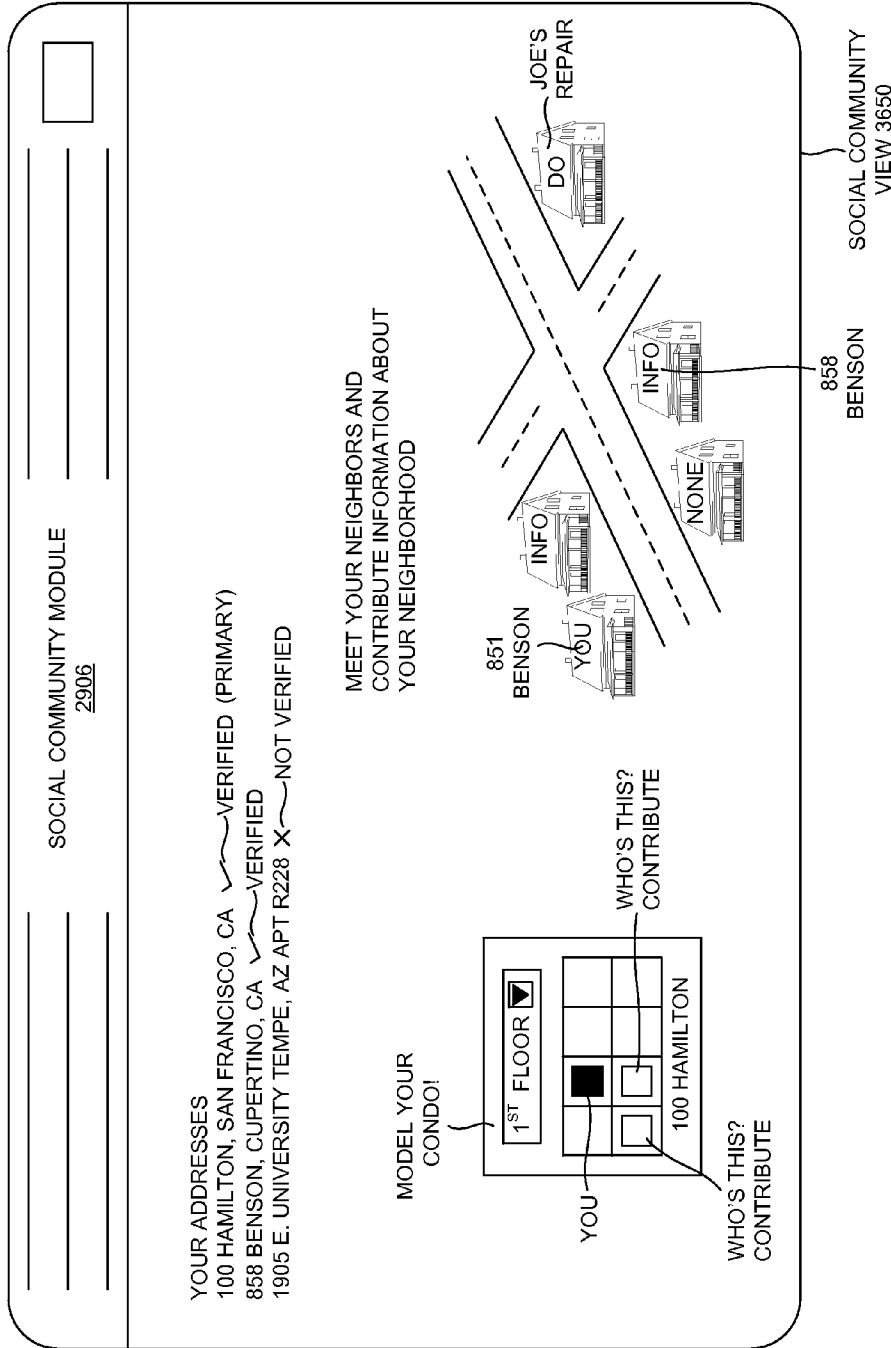 SOCIAL COMMUNITY MODULE
2906
YOUR ADDRESSES
100 HAMILTON, SAN FRANCISCO, CA VERIFIED (PRIMARY)
858 BENSON, CUPERTINO, CA VERIFIED
1905 E. UNIVERSITY TEMPE, AZ APT R228 X NOT VERIFIED
MODEL YOUR
CONDO!
1ST FLOOR
YOU
100 HAMILTON
WHO'S THIS?
CONTRIBUTE
WHO'S THIS?
CONTRIBUTE
MEET YOUR NEIGHBORS AND
CONTRIBUTE INFORMATION ABOUT
YOUR NEIGHBORHOOD
851
BENSON
YOU
INFO
NONE
INFO
858
BENSON
DO
JOE'S
REPAIR
SOCIAL COMMUNITY
VIEW 3650